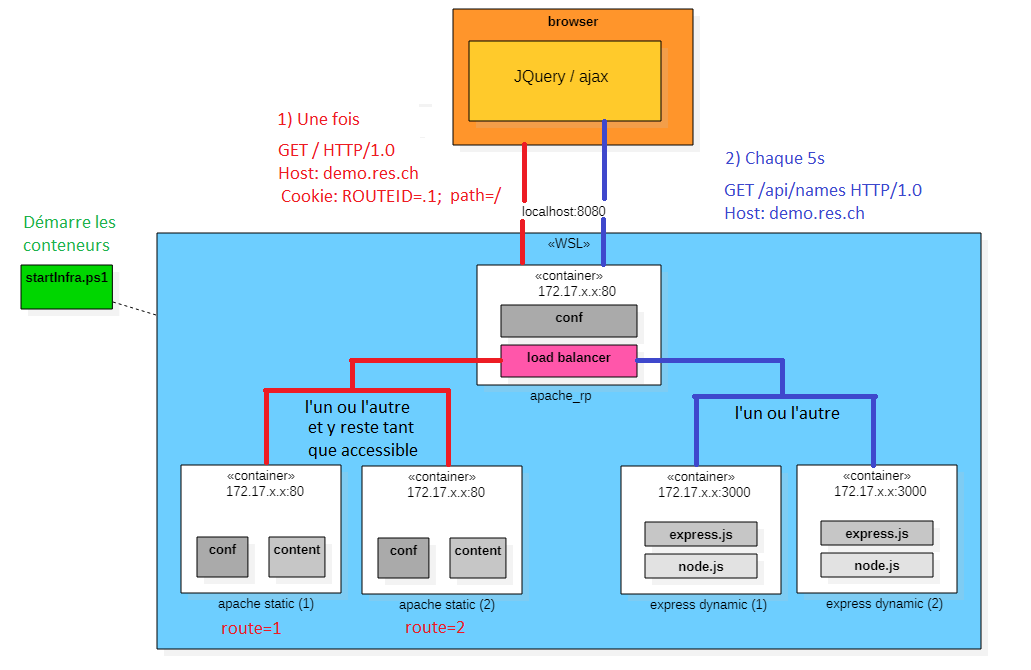 browser
JQuery / ajax
1) Une fois
GET / HTTP/1.0
Host: demo.res.ch
Cookie: ROUTEID=.1; path=/
2) Chaque 5s
GET /api/names HTTP/1.0
Host: demo.res.ch
localhost:8080
Démarre les
conteneurs
startInfra.ps1
«WSL»
«container»
172.17.x.x:80
conf
load balancer
apache_rp
l'un ou l'autre
et y reste tant
que accessible
l'un ou l'autre
«container»
172.17.x.x:80
conf
content
apache static (1)
route=1
«container»
172.17.x.x:80
conf
content
apache static (2)
route=2
«container»
172.17.x.x:3000
express.js
node.js
express dynamic (1)
«container»
172.17.x.x:3000
express.js
node.js
express dynamic (2)